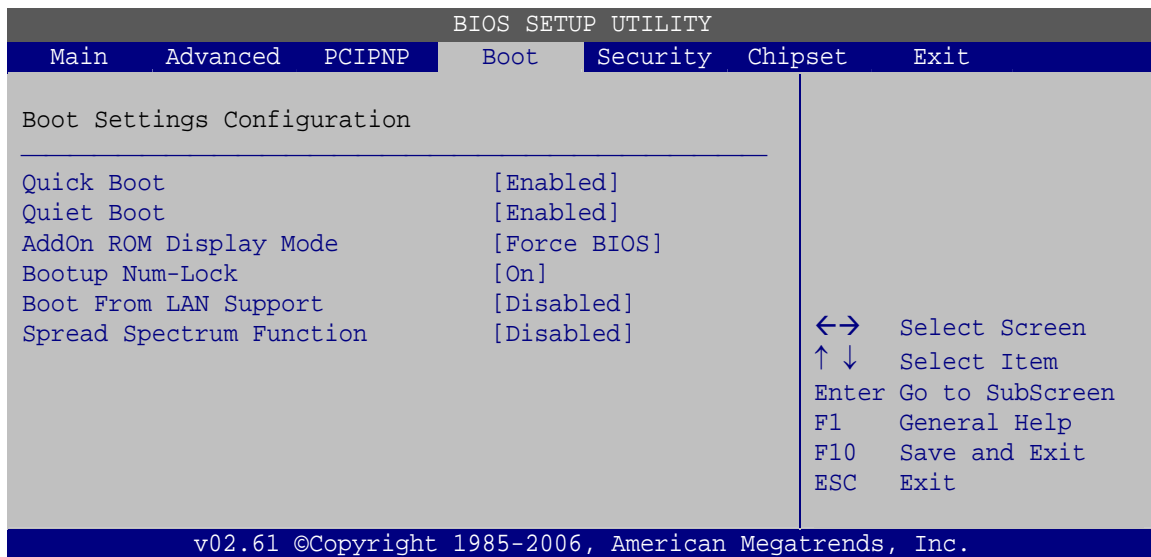 BIOS SETUP UTILITY
Main Advanced PCIPNP Boot Security Chipset Exit
Boot Settings Configuration
Quick Boot [Enabled]
Quiet Boot [Enabled]
AddOn ROM Display Mode [Force BIOS]
Bootup Num-Lock [On]
Boot From LAN Support [Disabled]
Spread Spectrum Function [Disabled]
←→ Select Screen
↑ ↓ Select Item
Enter Go to SubScreen
F1 General Help
F10 Save and Exit
ESC Exit
v02.61 ©Copyright 1985-2006, American Megatrends, Inc.